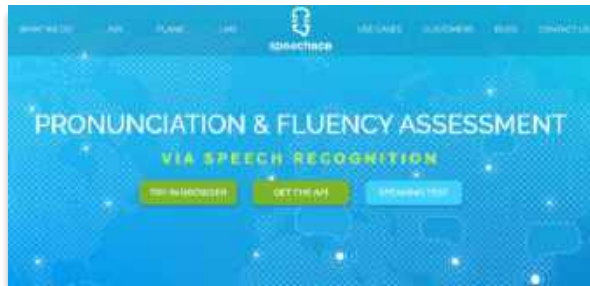 WHAT WE DO API PLANS LMS speechace USE CASES CUSTOMERS BLOG CONTACT US
PRONUNCIATION & FLUENCY ASSESSMENT
VIA SPEECH RECOGNITION
TRY IN BROWSER GET THE API SPEAKING TEST